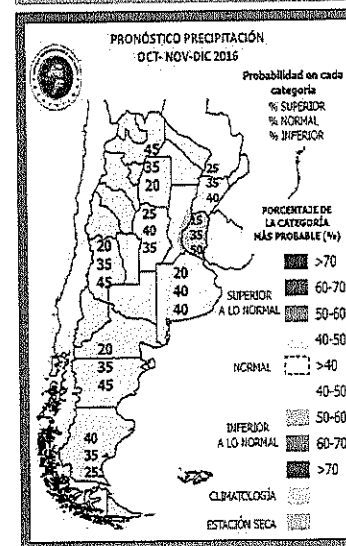 PRONÓSTICO PRECIPITACIÓN
OCT- NOV-DIC 2016
Probabilidad en cada
categoria
% SUPERIOR
% NORMAL
% INFERIOR
45
35
20
25
35
40
25
40
35
15
35
50
20
35
45
20
40
40
20
35
45
40
35
25
PORCENTAJE DE
LA CATEGORÍA
MÁS PROBABLE (%)
>70
60-70
SUPERIOR
A LO NORMAL
50-60
40-50
NORMAL
>40
40-50
INFERIOR
A LO NORMAL
50-60
60-70
>70
CLIMATOLOGÍA
ESTACIÓN SECA